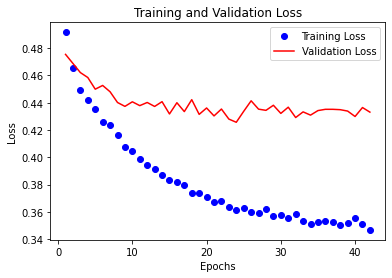 Training and Validation Loss
Training Loss
Validation Loss
0.48
0.46
0.44
0.42
0.40
0.38
0.36
0.34
Loss
0
10
20
30
40
Epochs